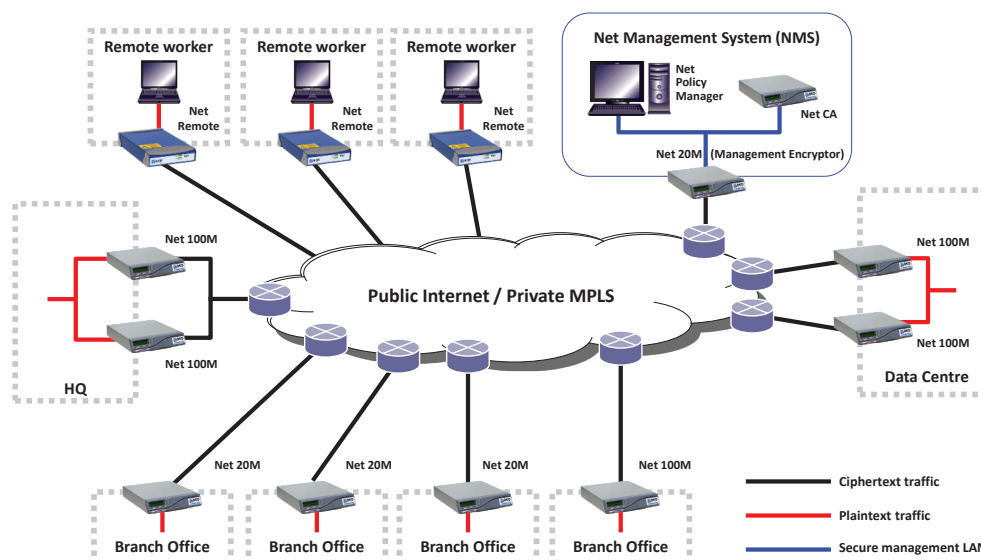 Remote worker
Remote worker
Remote worker
Net
Remote
Net
Remote
Net
Remote
Net Management System (NMS)
Net
Policy
Manager
Net CA
Net 20M
(Management Encryptor)
Net 100M
Net 100M
HQ
Public Internet / Private MPLS
Net 100M
Net 100M
Data Centre
Net 20M
Net 20M
Net 20M
Net 100M
Branch Office
Branch Office
Branch Office
Branch Office
Ciphertext traffic
Plaintext traffic
Secure management LAN